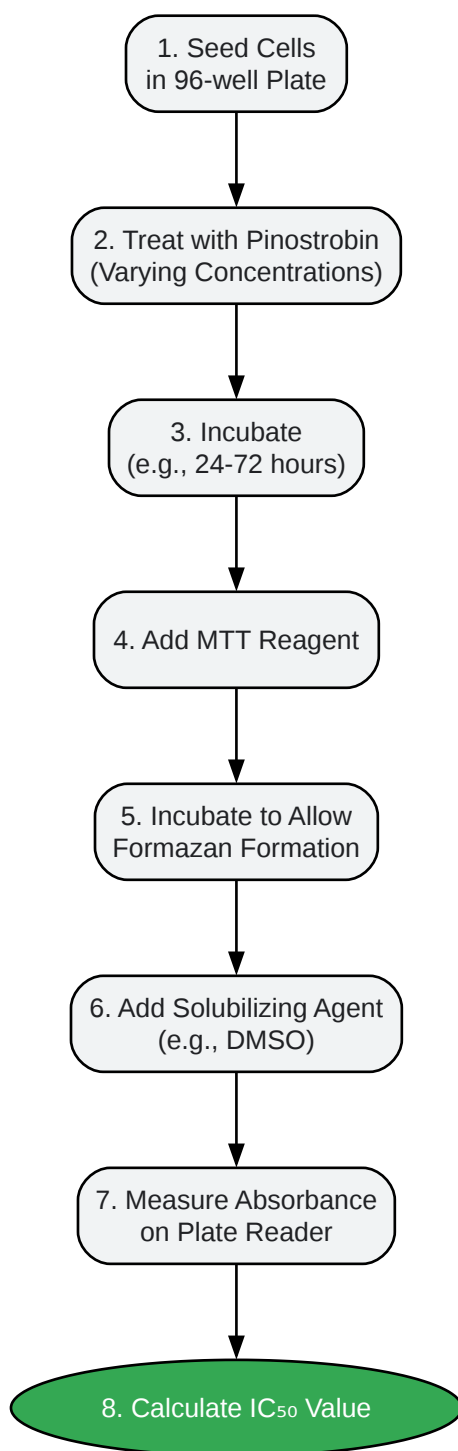 1. Seed Cells
in 96-well Plate
2. Treat with Pinostrobin
(Varying Concentrations)
3. Incubate
(e.g., 24-72 hours)
4. Add MTT Reagent
5. Incubate to Allow
Formazan Formation
6. Add Solubilizing Agent
(e.g., DMSO)
7. Measure Absorbance
on Plate Reader
8. Calculate IC₅₀ Value